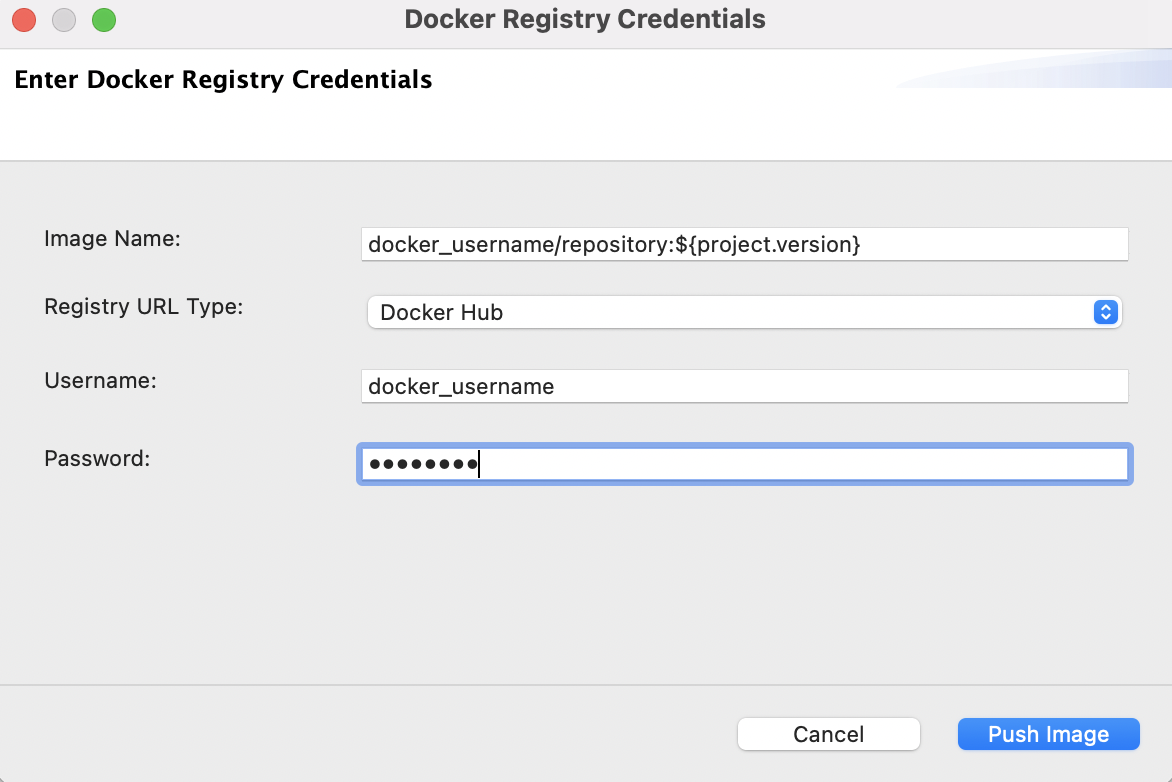 Docker Registry Credentials
Enter Docker Registry Credentials
Image Name: docker_username/repository:${project.version}
Registry URL Type: Docker Hub
Username: docker_username
Password: ••••••••
Cancel Push Image